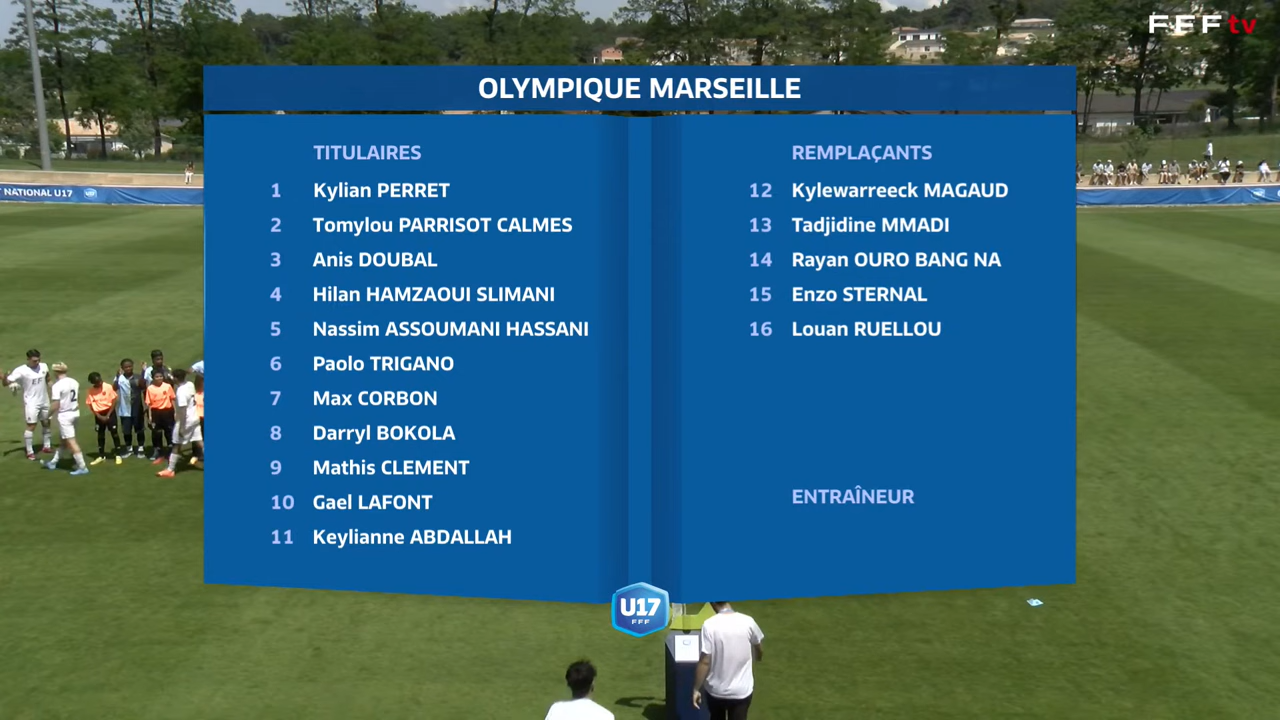 FFF tv
OLYMPIQUE MARSEILLE
TITULAIRES
1 Kylian PERRET
2 Tomylou PARRISOT CALMES
3 Anis DOUBAL
4 Hilan HAMZAOUI SLIMANI
5 Nassim ASSOUMANI HASSANI
6 Paolo TRIGANO
7 Max CORBON
8 Darryl BOKOLA
9 Mathis CLEMENT
10 Gael LAFONT
11 Keylianne ABDALLAH
REMPLAÇANTS
12 Kylewarreeck MAGAUD
13 Tadjidine MMADI
14 Rayan OURO BANG NA
15 Enzo STERNAL
16 Louan RUELLOU
ENTRAÎNEUR
T NATIONAL U17
U17
2
U17
FFF